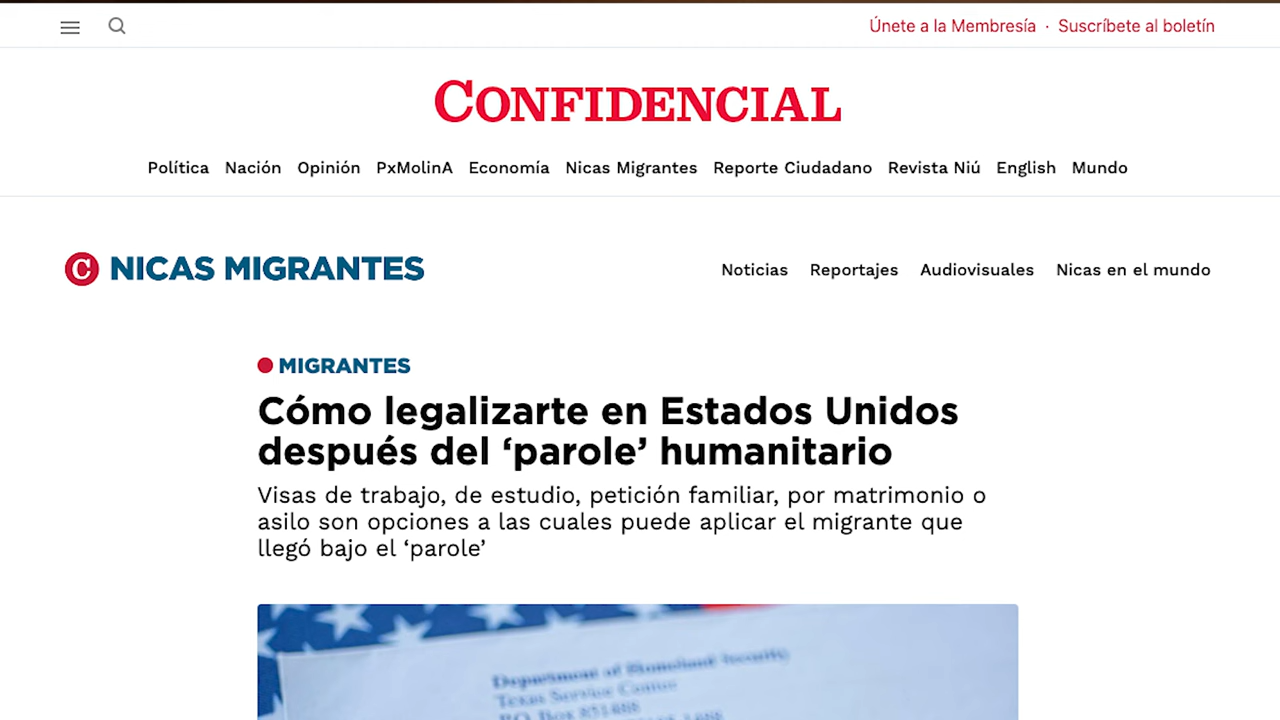 Únete a la Membresía · Suscríbete al boletín
CONFIDENCIAL
Política Nación Opinión PxMolinA Economía Nicas Migrantes Reporte Ciudadano Revista Niú English Mundo
C NICAS MIGRANTES
Noticias Reportajes Audiovisuales Nicas en el mundo
MIGRANTES
Cómo legalizarte en Estados Unidos
después del ‘parole’ humanitario
Visas de trabajo, de estudio, petición familiar, por matrimonio o
asilo son opciones a las cuales puede aplicar el migrante que
llegó bajo el ‘parole’
Department of Homeland Security
Texas Service Center
P.O. Box 851488